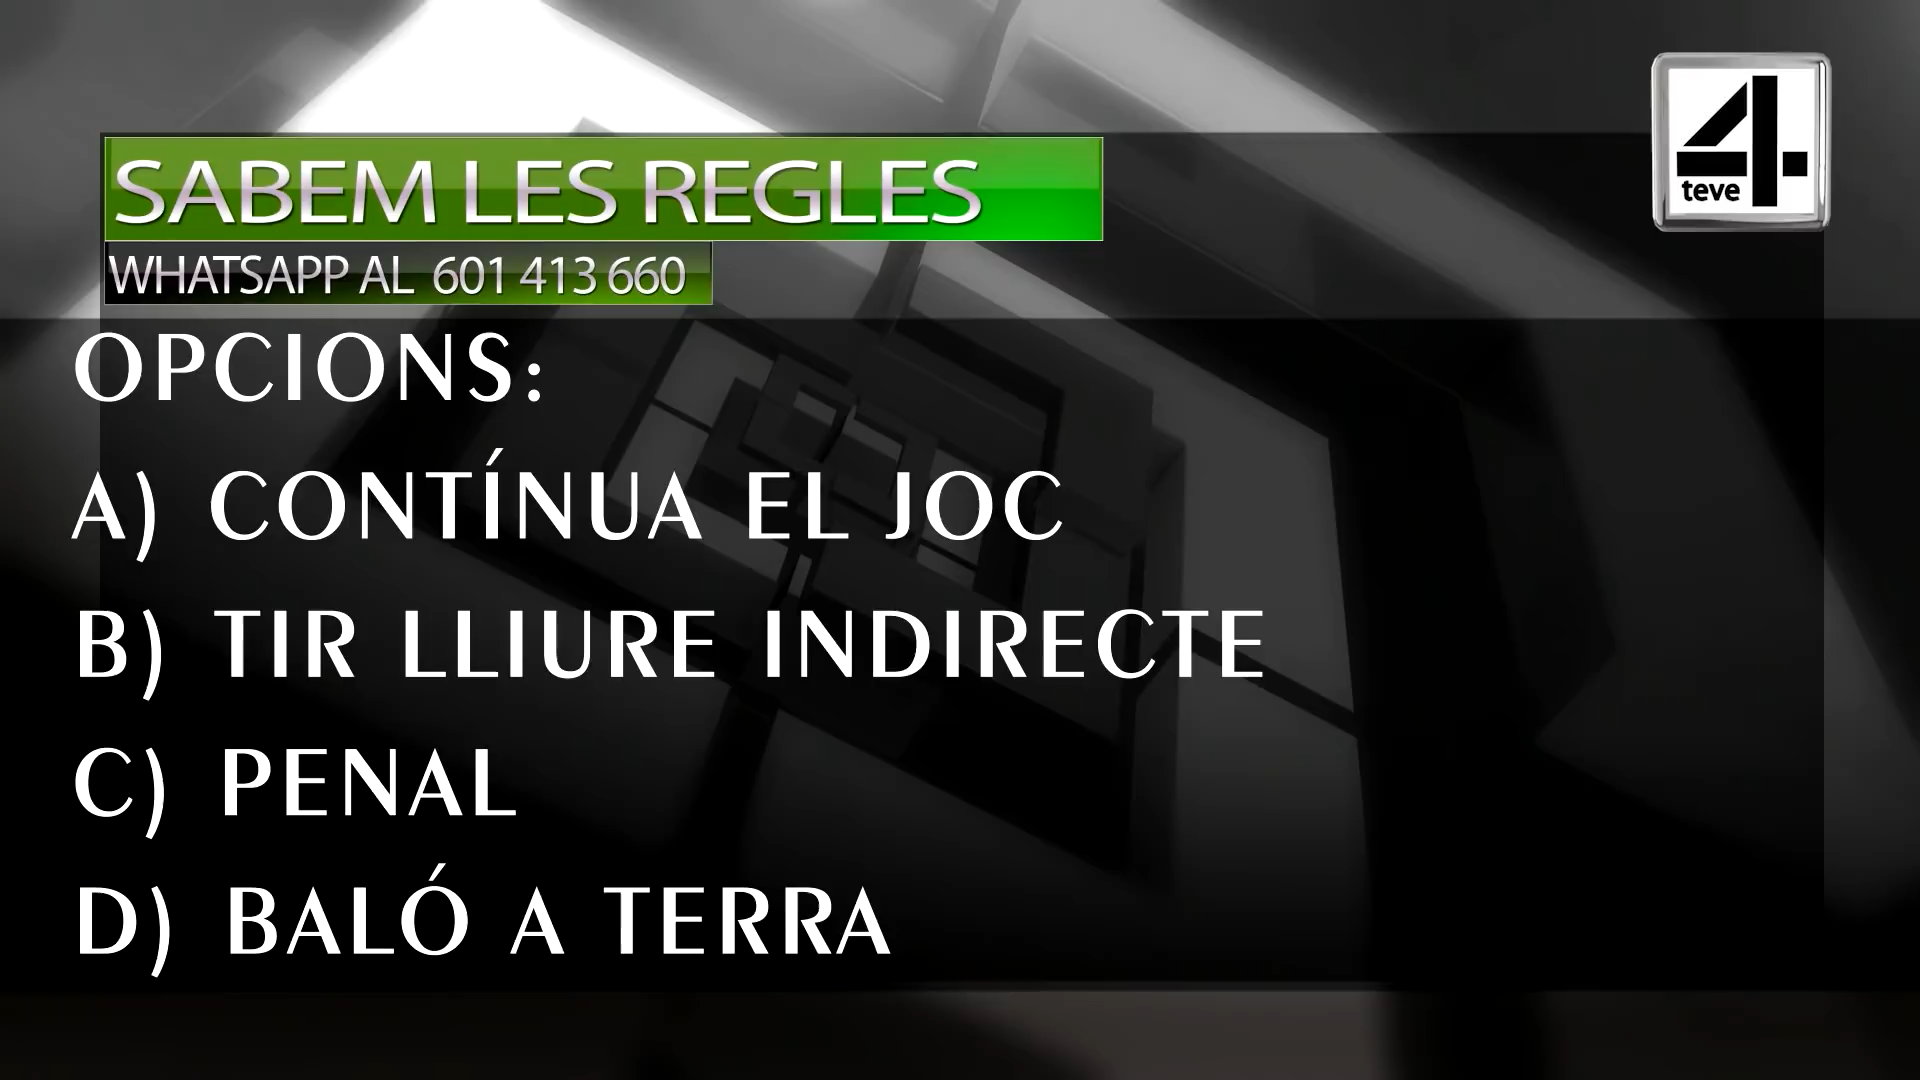 4.
teve
SABEM LES REGLES
WHATSAPP AL 601 413 660
OPCIONS:
A) CONTÍNUA EL JOC
B) TIR LLIURE INDIRECTE
C) PENAL
D) BALÓ A TERRA